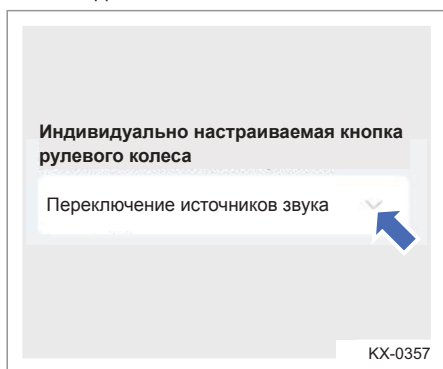 Индивидуально настраиваемая кнопка
рулевого колеса
Переключение источников звука
KX-0357